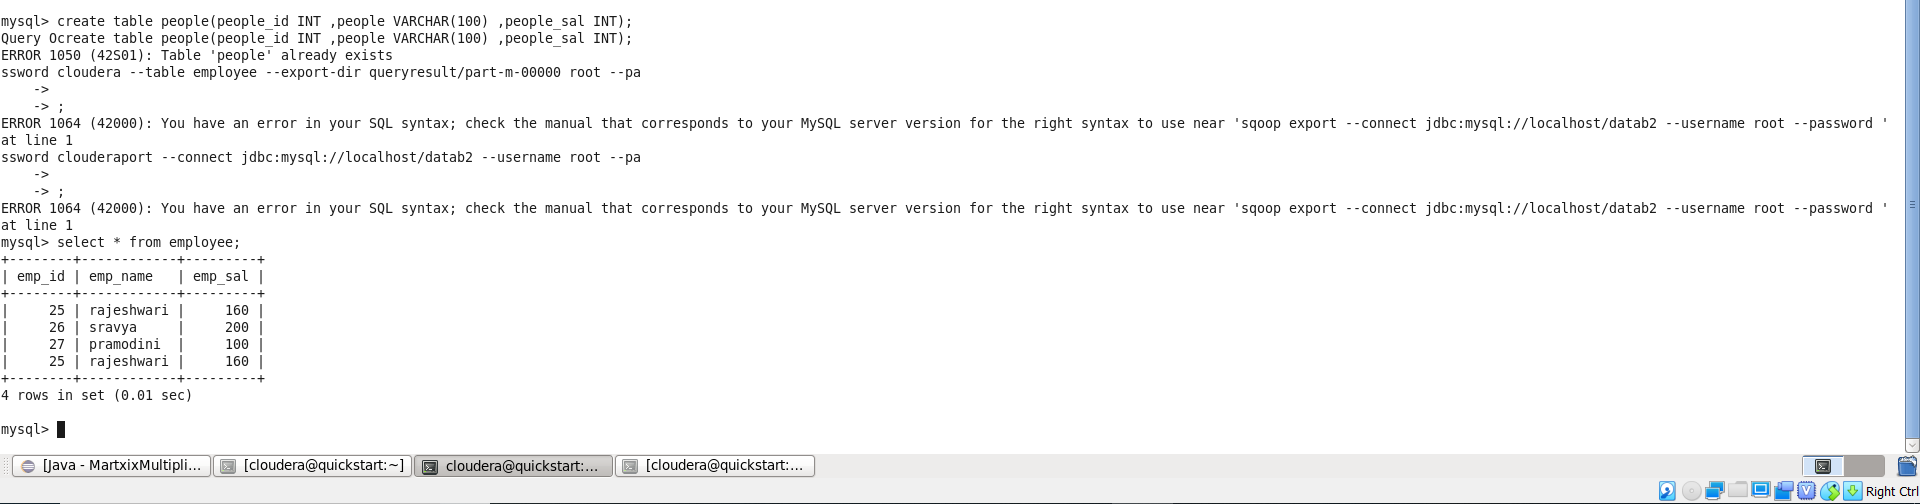 mysql> create table people(people_id INT ,people VARCHAR(100) ,people_sal INT);
Query Ocreate table people(people_id INT ,people VARCHAR(100) ,people_sal INT);
ERROR 1050 (42S01): Table 'people' already exists
ssword cloudera --table employee --export-dir queryresult/part-m-00000 root --pa
    ->
    -> ;
ERROR 1064 (42000): You have an error in your SQL syntax; check the manual that corresponds to your MySQL server version for the right syntax to use near 'sqoop export --connect jdbc:mysql://localhost/datab2 --username root --password '
at line 1
ssword clouderaport --connect jdbc:mysql://localhost/datab2 --username root --pa
    ->
    -> ;
ERROR 1064 (42000): You have an error in your SQL syntax; check the manual that corresponds to your MySQL server version for the right syntax to use near 'sqoop export --connect jdbc:mysql://localhost/datab2 --username root --password '
at line 1
mysql> select * from employee;
+--------+------------+---------+
| emp_id | emp_name   | emp_sal |
+--------+------------+---------+
|     25 | rajeshwari |     160 |
|     26 | sravya     |     200 |
|     27 | pramodini  |     100 |
|     25 | rajeshwari |     160 |
+--------+------------+---------+
4 rows in set (0.01 sec)
mysql>
[Java - MartxixMultipli... [cloudera@quickstart:~] cloudera@quickstart:... [cloudera@quickstart:...
Right Ctrl